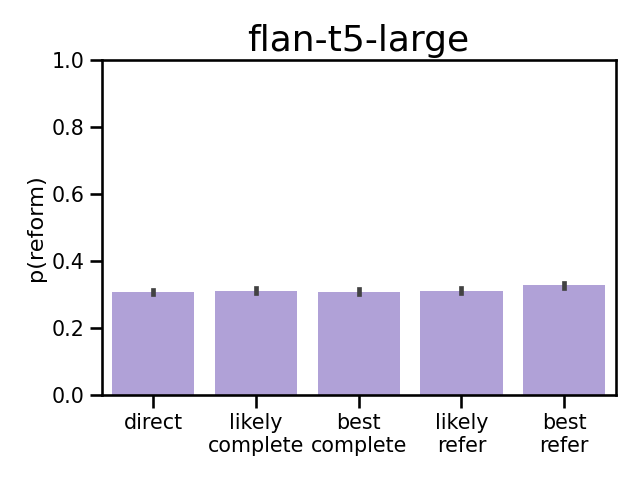 flan-t5-large
p(reform)
1.0
0.8
0.6
0.4
0.2
0.0
direct
likely
complete
best
complete
likely
refer
best
refer